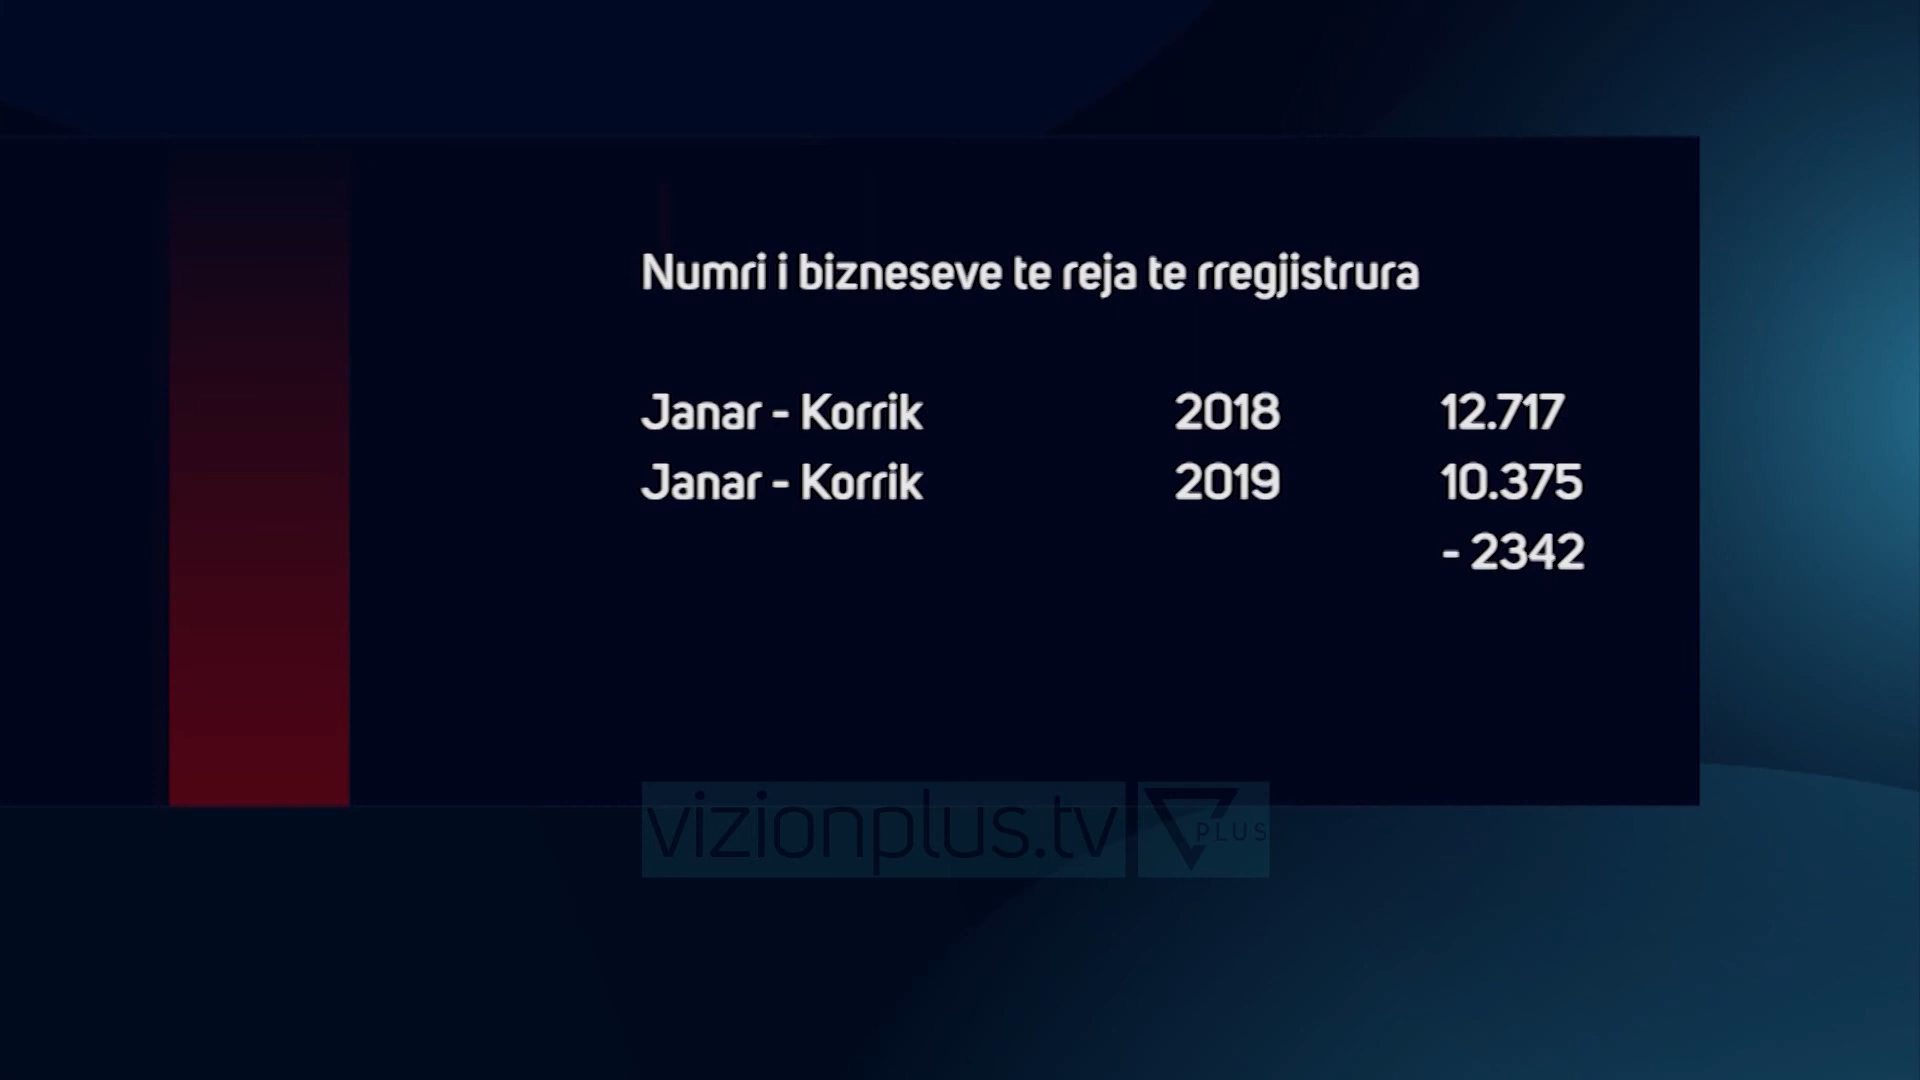 Numri i bizneseve te reja te rregjistrura
Janar - Korrik 2018 12.717
Janar - Korrik 2019 10.375
- 2342
vizionplus.tv PLUS